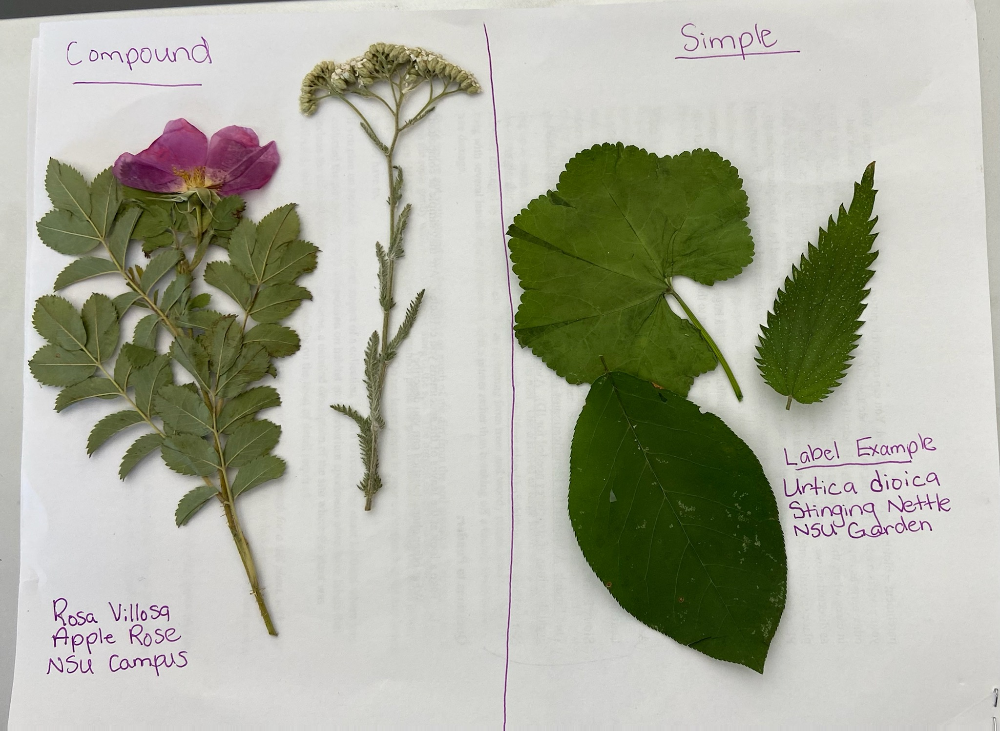 Compound
Simple
Label Example
Urtica dioica
Stinging Nettle
NSU Garden
Rosa Villosa
Apple Rose
NSU Campus